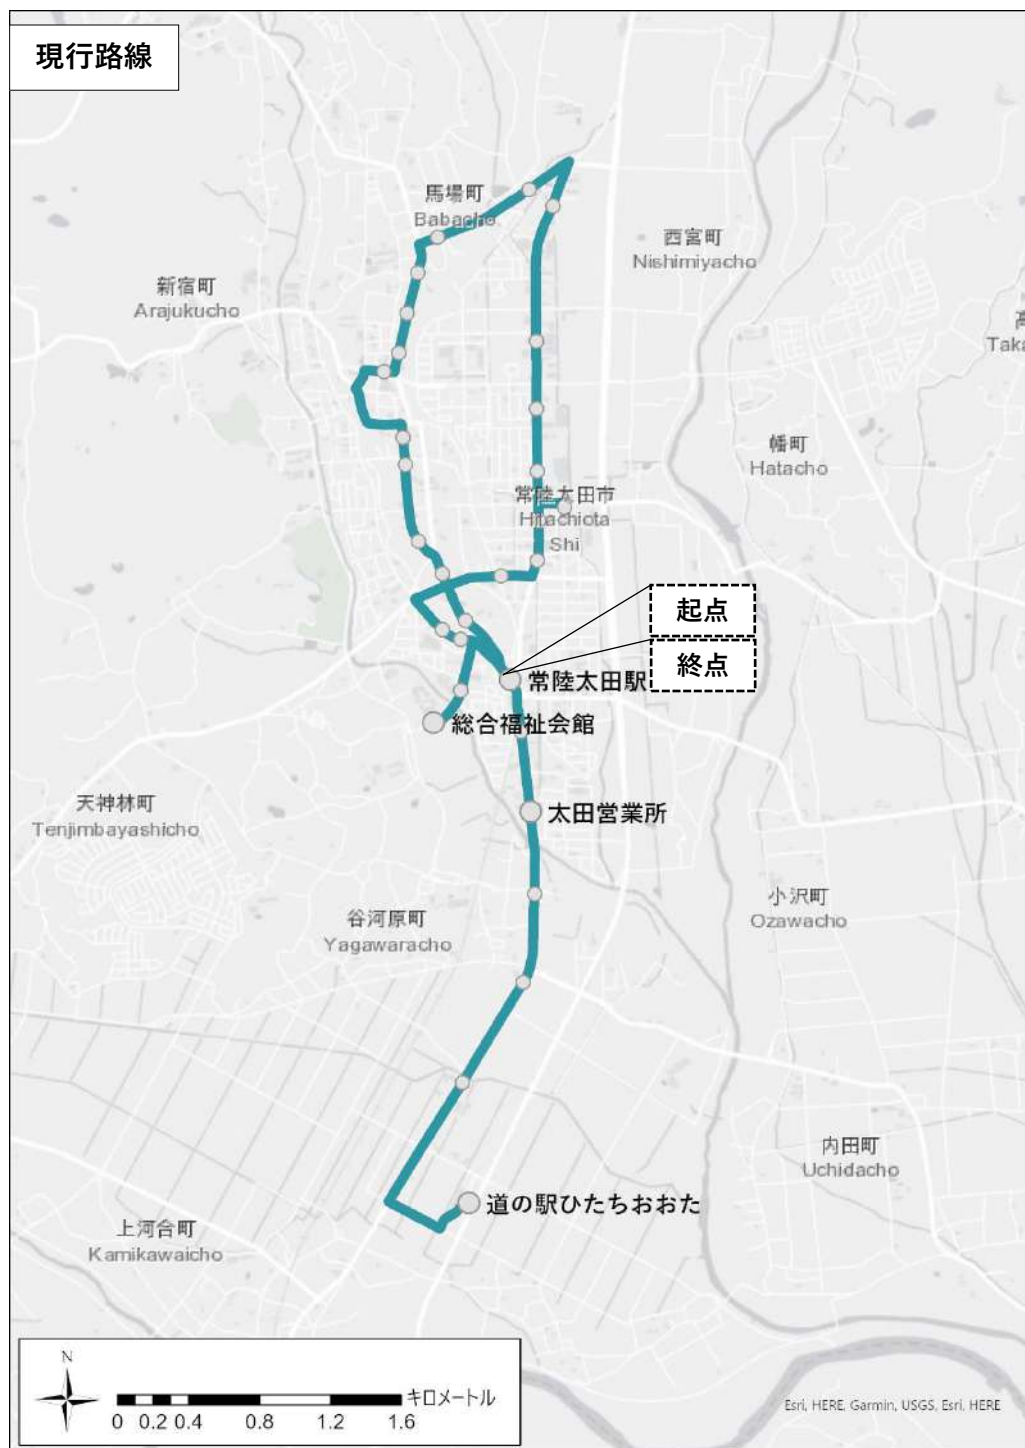 現行路線
馬場町
Babacho
西宮町
Nishimiyacho
新宿町
Arajukucho
高
Taka
幡町
Hatacho
常陸太田市
Hitachiota
Shi
起点
終点
常陸太田駅
総合福祉会館
天神林町
Tenjimbayashicho
太田営業所
小沢町
Ozawacho
谷河原町
Yagawaracho
内田町
Uchidacho
道の駅ひたちおおた
上河合町
Kamikawaicho
N
キロメートル
0 0.2 0.4 0.8 1.2 1.6
Esri, HERE, Garmin, USGS, Esri, HERE